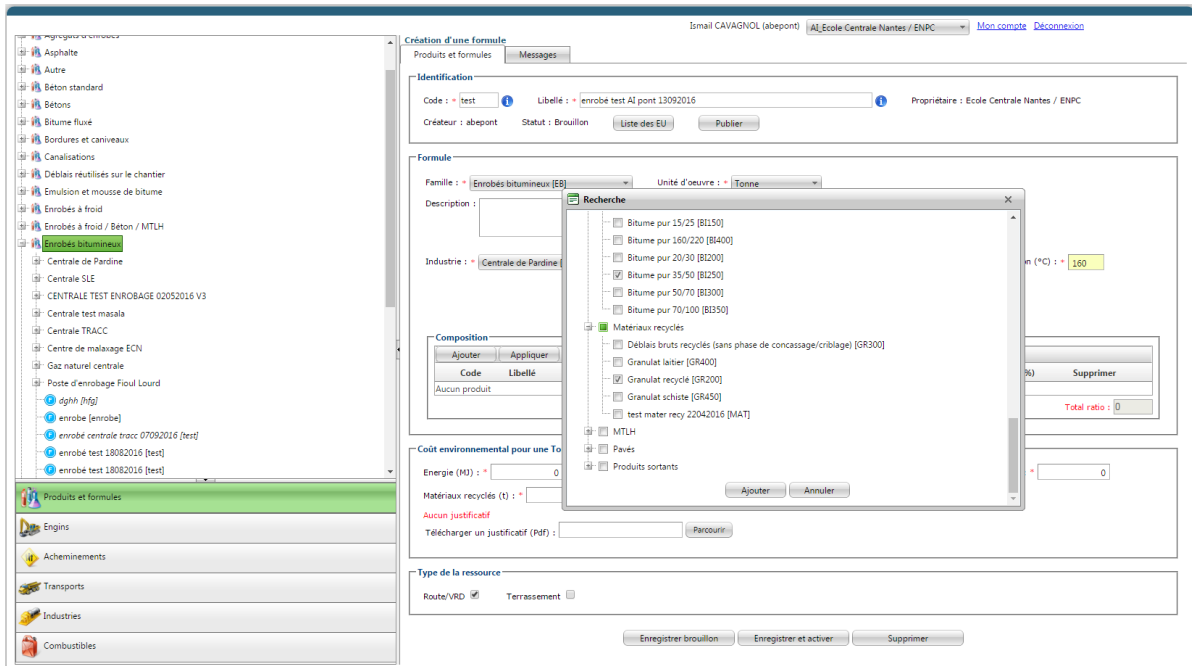 Ismail CAVAGNOL (abepont) AI_Ecole Centrale Nantes / ENPC Mon compte Déconnexion
Agrégats d'enrobés
Asphalte
Autre
Béton standard
Bétons
Bitume fluxé
Bordures et caniveaux
Canalisations
Déblais réutilisés sur le chantier
Emulsion et mousse de bitume
Enrobés à froid
Enrobés à froid / Béton / MTLH
Enrobés bitumineux
Centrale de Pardine
Centrale SLE
CENTRALE TEST ENROBAGE 02052016 V3
Centrale test masala
Centrale TRACC
Centre de malaxage ECN
Gaz naturel centrale
Poste d'enrobage Fioul Lourd
dghh [hfg]
enrobe [enrobe]
enrobé centrale tracc 07092016 [test]
enrobé test 18082016 [test]
enrobé test 18082016 [test]
Produits et formules
Engins
Acheminements
Transports
Industries
Combustibles
Création d'une formule
Produits et formules Messages
Identification
Code : * test Libellé : * enrobé test AI pont 13092016 Propriétaire : Ecole Centrale Nantes / ENPC
Créateur : abepont Statut : Brouillon Liste des EU Publier
Formule
Famille : * Enrobés bitumineux [EB] Unité d'oeuvre : * Tonne
Description :
Industrie : * Centrale de Pardine [ (°C) : * 160
Composition
Ajouter Appliquer
Code Libellé %) Supprimer
Aucun produit
Total ratio : 0
Recherche
Bitume pur 15/25 [BI150]
Bitume pur 160/220 [BI400]
Bitume pur 20/30 [BI200]
Bitume pur 35/50 [BI250]
Bitume pur 50/70 [BI300]
Bitume pur 70/100 [BI350]
Matériaux recyclés
Déblais bruts recyclés (sans phase de concassage/criblage) [GR300]
Granulat laitier [GR400]
Granulat recyclé [GR200]
Granulat schiste [GR450]
test mater recy 22042016 [MAT]
MTLH
Pavés
Produits sortants
Ajouter Annuler
Coût environnemental pour une To
Energie (MJ) : * 0 * 0
Matériaux recyclés (t) : *
Aucun justificatif
Télécharger un justificatif (Pdf) : Parcourir
Type de la ressource
Route/VRD Terrassement
Enregistrer brouillon Enregistrer et activer Supprimer